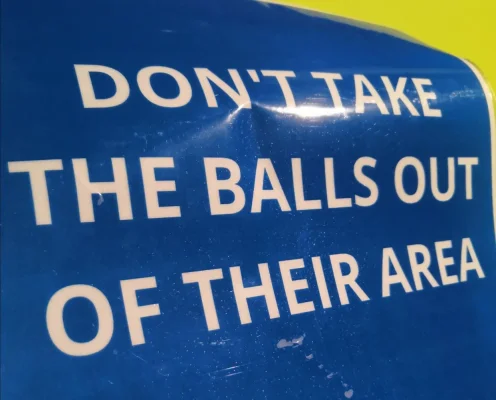 DON'T TAKE
THE BALLS OUT
OF THEIR AREA